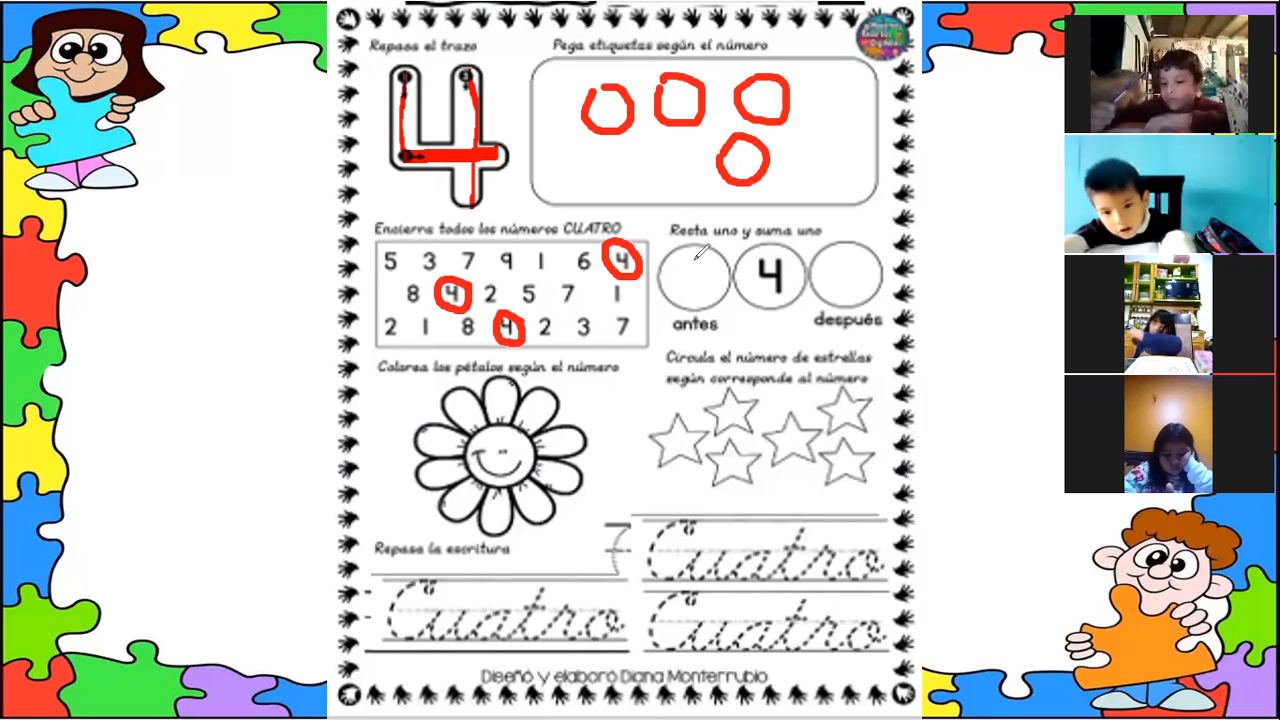 Repasa el trazo
Pega etiquetas según el número
4
Encierra todos los números CUATRO
5 3 7 9 1 6 4
8 4 2 5 7 1
2 1 8 4 2 3 7
Resta uno y suma uno
4
antes
después
Colorea los pétalos según el número
Circula el número de estrellas
según corresponde al número
Repasa la escritura
Cuatro
Cuatro
Cuatro
Diseñó y elaboró Diana Monterrubio